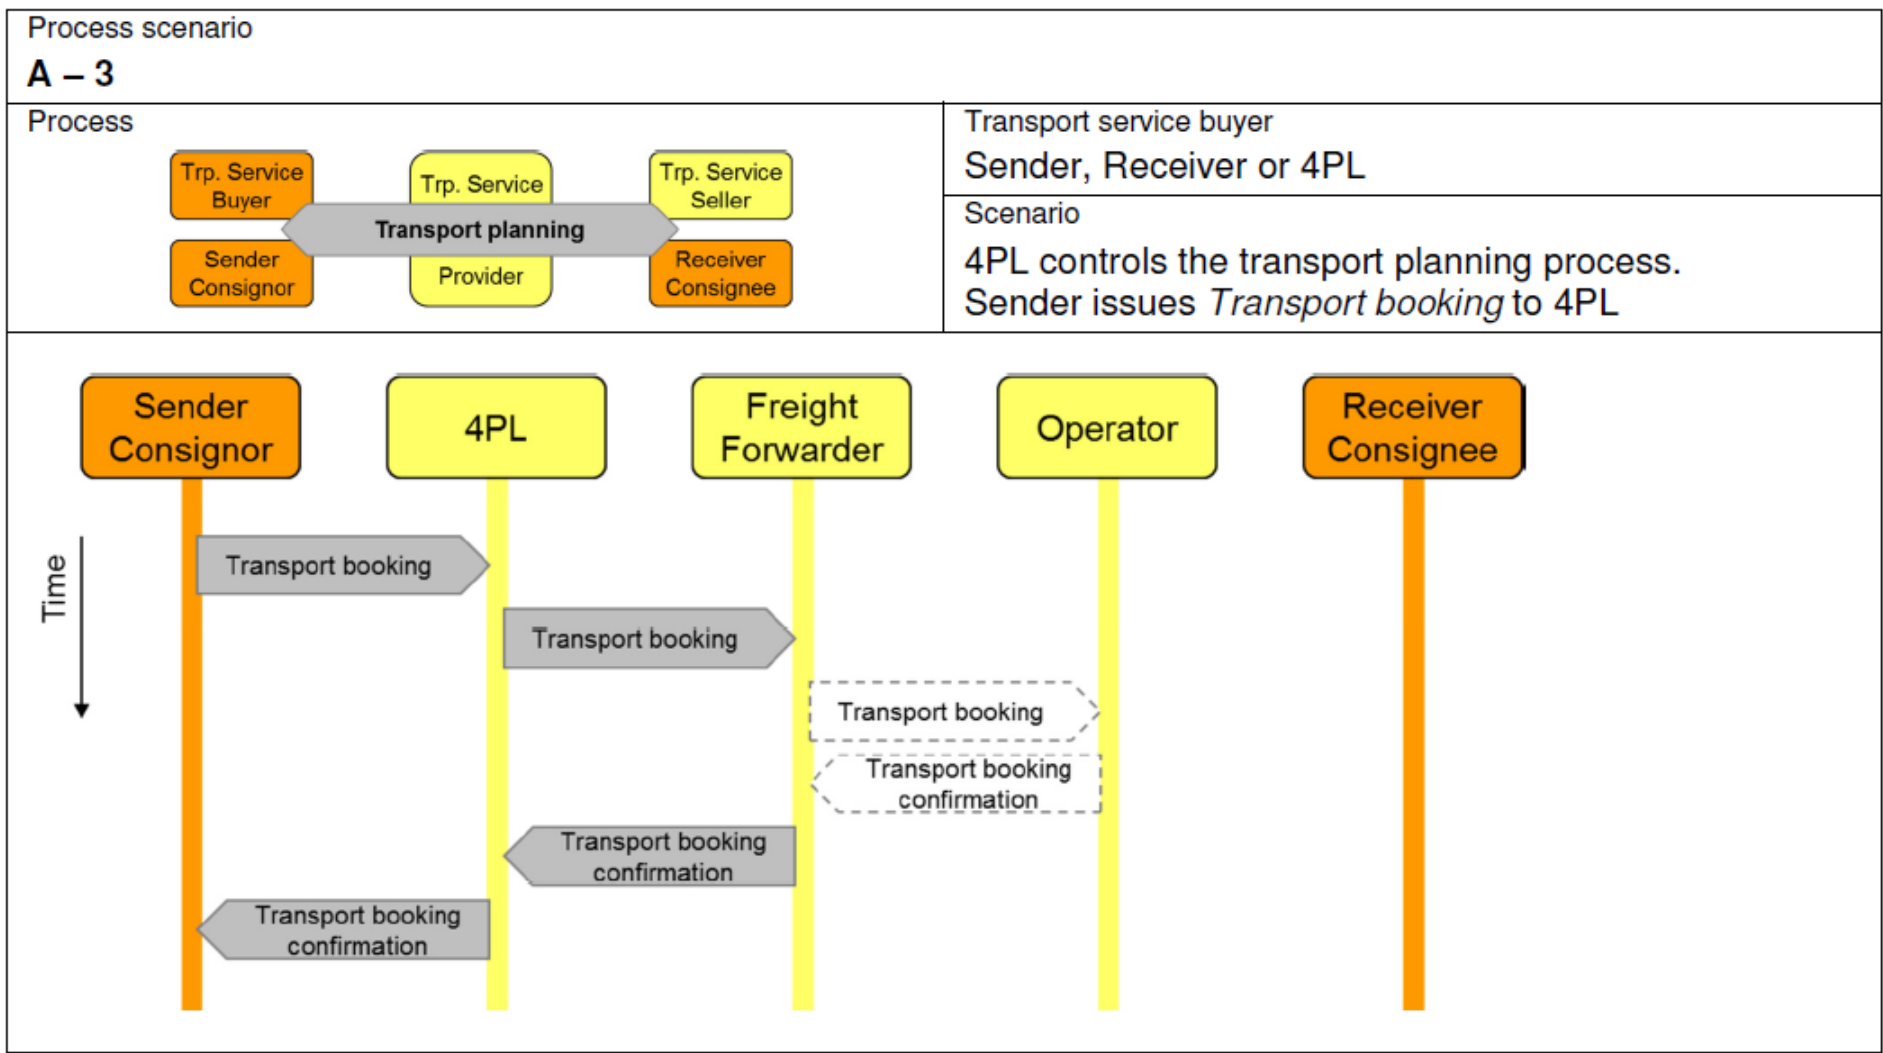 Process scenario
A – 3
Process
Trp. Service
Buyer
Trp. Service
Trp. Service
Seller
Transport planning
Sender
Consignor
Provider
Receiver
Consignee
Transport service buyer
Sender, Receiver or 4PL
Scenario
4PL controls the transport planning process.
Sender issues Transport booking to 4PL
Sender
Consignor
4PL
Freight
Forwarder
Operator
Receiver
Consignee
Time
Transport booking
Transport booking
Transport booking
Transport booking
confirmation
Transport booking
confirmation
Transport booking
confirmation